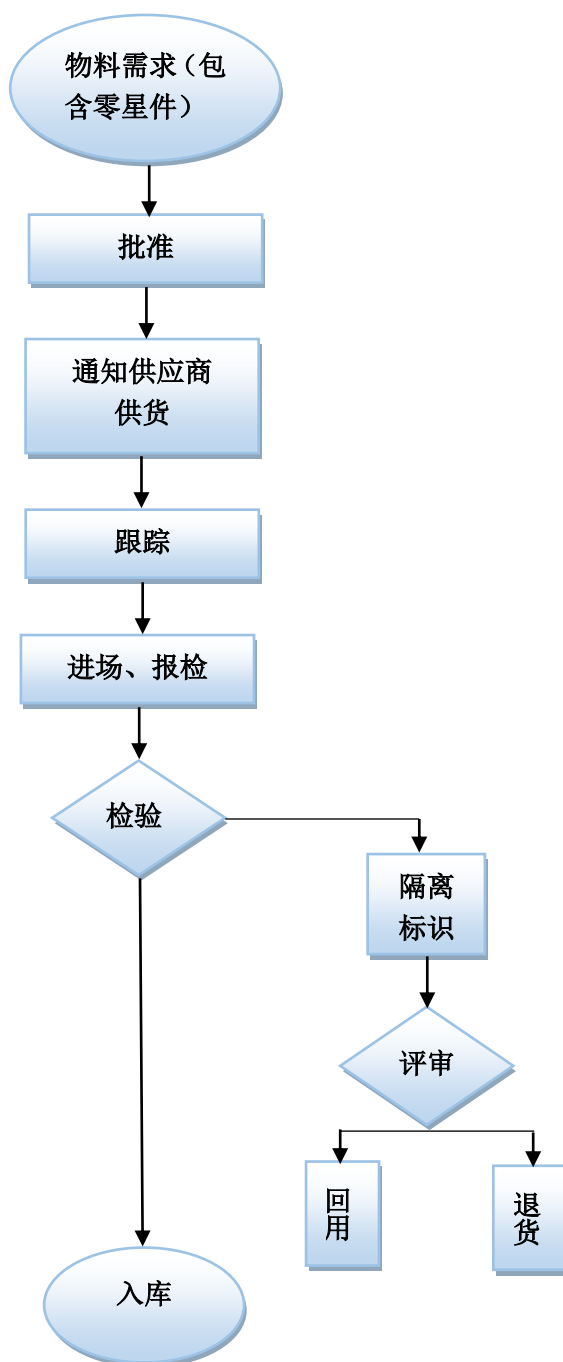 物料需求（包
含零星件）
批准
通知供应商
供货
跟踪
进场、报检
检验
隔离
标识
评审
回
用
退
货
入库